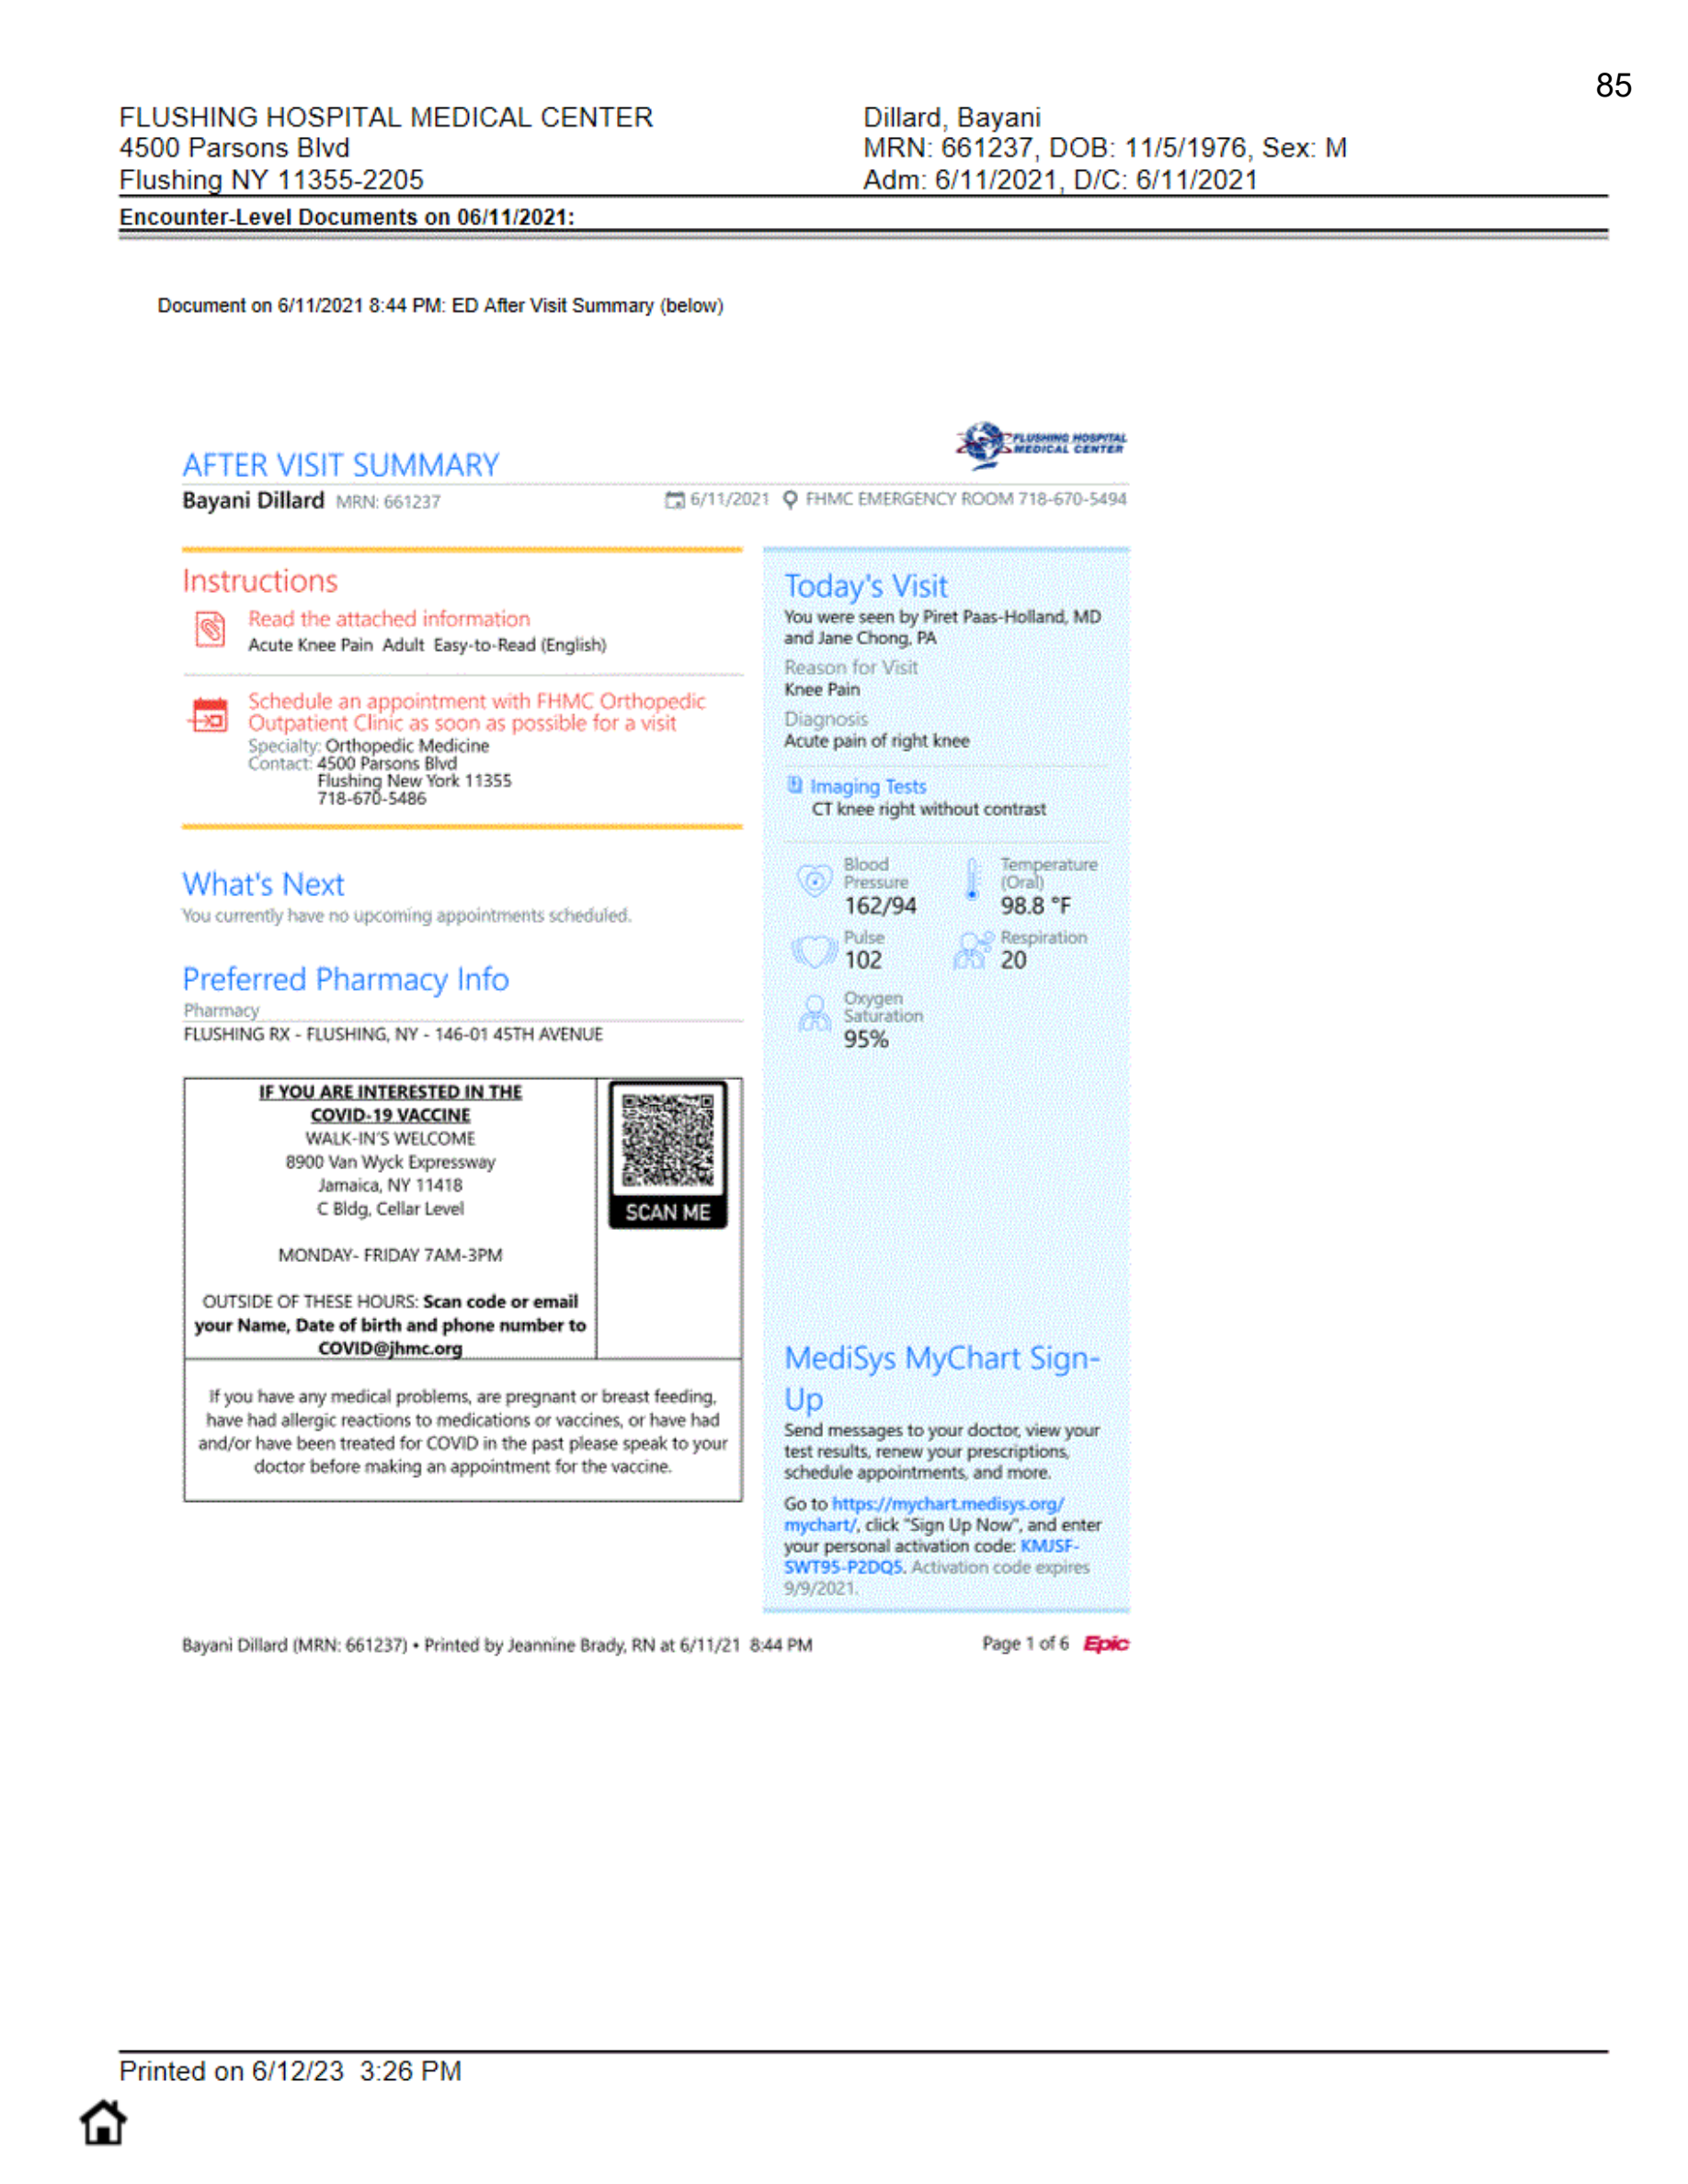 85
FLUSHING HOSPITAL MEDICAL CENTER
4500 Parsons Blvd
Flushing NY 11355-2205
Dillard, Bayani
MRN: 661237, DOB: 11/5/1976, Sex: M
Adm: 6/11/2021, D/C: 6/11/2021
Encounter-Level Documents on 06/11/2021:
Document on 6/11/2021 8:44 PM: ED After Visit Summary (below)
FLUSHING HOSPITAL
MEDICAL CENTER
AFTER VISIT SUMMARY
Bayani Dillard MRN: 661237
6/11/2021 FHMC EMERGENCY ROOM 718-670-5494
Instructions
Read the attached information
Acute Knee Pain Adult Easy-to-Read (English)
Schedule an appointment with FHMC Orthopedic
Outpatient Clinic as soon as possible for a visit
Specialty: Orthopedic Medicine
Contact: 4500 Parsons Blvd
Flushing New York 11355
718-670-5486
What's Next
You currently have no upcoming appointments scheduled.
Preferred Pharmacy Info
Pharmacy
FLUSHING RX - FLUSHING, NY - 146-01 45TH AVENUE
IF YOU ARE INTERESTED IN THE
COVID-19 VACCINE
WALK-IN'S WELCOME
8900 Van Wyck Expressway
Jamaica, NY 11418
C Bldg, Cellar Level
MONDAY- FRIDAY 7AM-3PM
OUTSIDE OF THESE HOURS: Scan code or email
your Name, Date of birth and phone number to
COVID@jhmc.org
SCAN ME
If you have any medical problems, are pregnant or breast feeding,
have had allergic reactions to medications or vaccines, or have had
and/or have been treated for COVID in the past please speak to your
doctor before making an appointment for the vaccine.
Today's Visit
You were seen by Piret Paas-Holland, MD
and Jane Chong, PA
Reason for Visit
Knee Pain
Diagnosis
Acute pain of right knee
Imaging Tests
CT knee right without contrast
Blood
Pressure
162/94
Temperature
(Oral)
98.8 °F
Pulse
102
Respiration
20
Oxygen
Saturation
95%
MediSys MyChart Sign-
Up
Send messages to your doctor, view your
test results, renew your prescriptions,
schedule appointments, and more.
Go to https://mychart.medisys.org/
mychart/, click "Sign Up Now", and enter
your personal activation code: KMJSF-
SWT95-P2DQ5. Activation code expires
9/9/2021.
Bayani Dillard (MRN: 661237) • Printed by Jeannine Brady, RN at 6/11/21 8:44 PM
Page 1 of 6 Epic
Printed on 6/12/23 3:26 PM